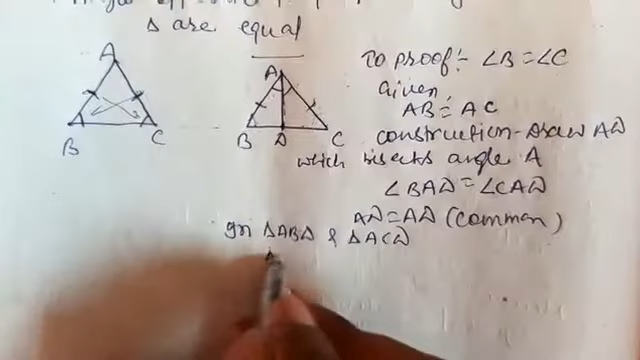 Δ are equal
A
B
C
A
B
D
C
To proof:- ∠B = ∠C
Given,
AB = AC
construction - Draw AD
which bisects angle A
∠BAD = ∠CAD
AD = AD (common)
In ΔABD & ΔACD